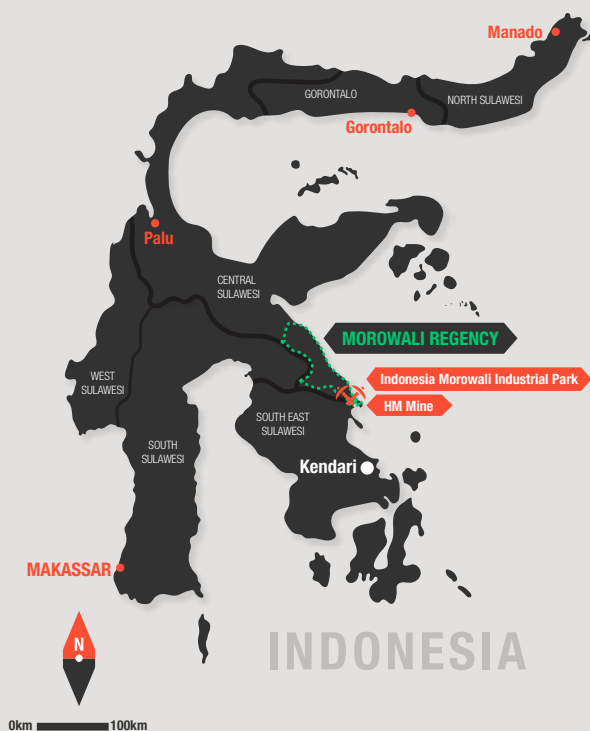 Manado
GORONTALO
NORTH SULAWESI
Gorontalo
Palu
CENTRAL
SULAWESI
MOROWALI REGENCY
WEST
SULAWESI
Indonesia Morowali Industrial Park
HM Mine
SOUTH EAST
SULAWESI
SOUTH
SULAWESI
Kendari
MAKASSAR
N
INDONESIA
0km 100km